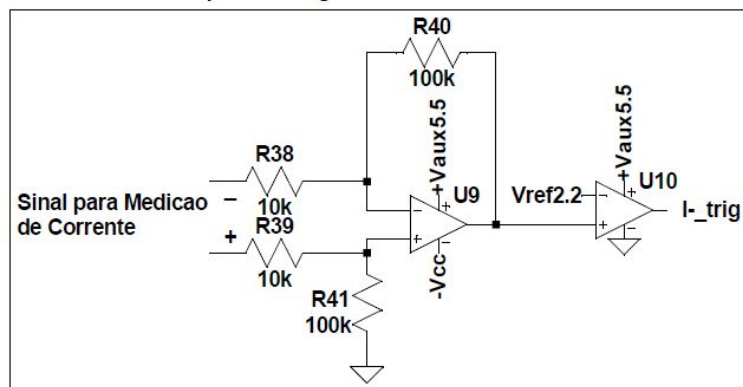 R40
100k
+Vaux5.5
+Vaux5.5
R38
10k
U9
U10
Vref2.2
I-_trig
Sinal para Medicao
de Corrente
−
+
R39
10k
-Vcc
R41
100k